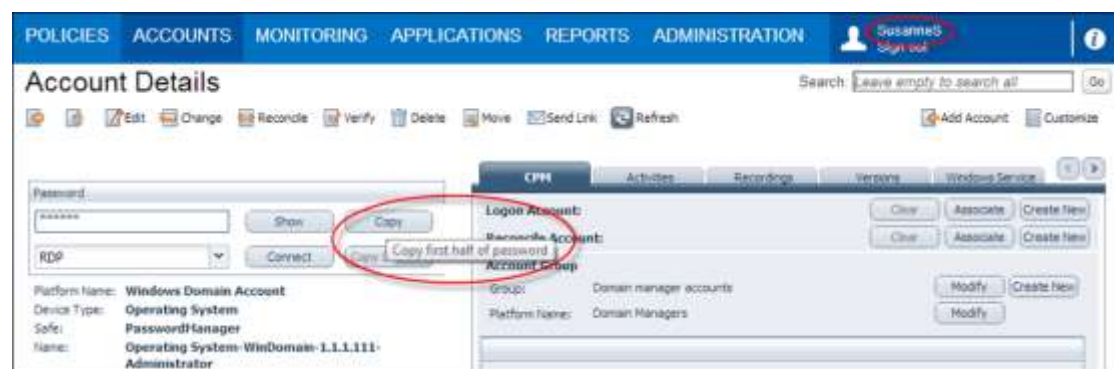 POLICIES ACCOUNTS MONITORING APPLICATIONS REPORTS ADMINISTRATION SusanneS
Sign out
Account Details Search: Leave empty to search all Go
Edit Change Reconcile Verify Delete Move Send Link Refresh Add Account Customize
CPM Activities Recordings Versions Windows Service
Password
****** Show Copy
Logon Account: Clear Associate Create New
Reconcile Account: Clear Associate Create New
RDP Connect Copy
Copy first half of password
Account Group
Group: Domain manager accounts Modify Create New
Platform Name: Domain Managers Modify
Platform Name: Windows Domain Account
Device Type: Operating System
Safe: PasswordManager
Name: Operating System-WinDomain-1.1.1.111-
Administrator